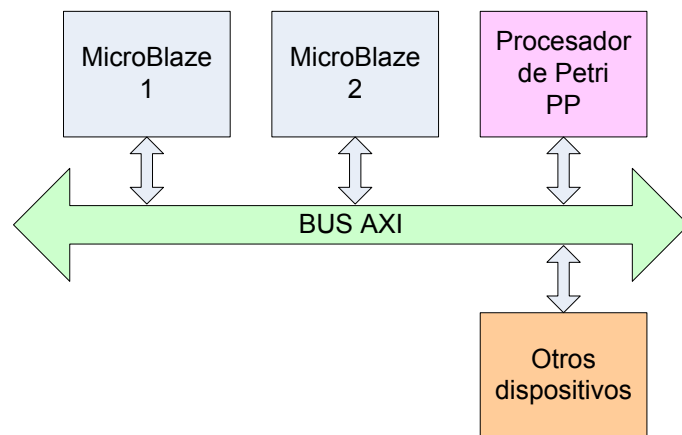 MicroBlaze
1
MicroBlaze
2
Procesador
de Petri
PP
BUS AXI
Otros
dispositivos